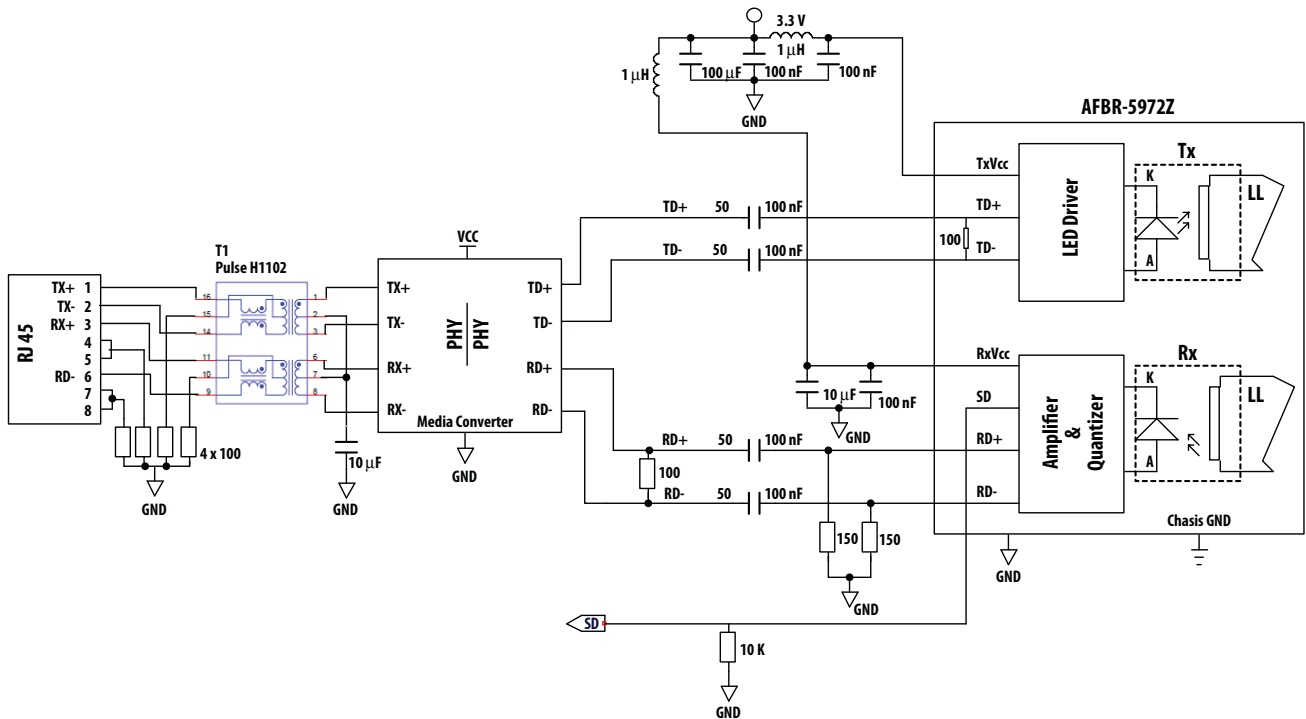 3.3 V
1 µH
1 µH
100 µF
100 nF
100 nF
GND
AFBR-5972Z
TxVcc
TD+
TD-
100
LED Driver
Tx
K
A
LL
TD+ 50 100 nF
TD- 50 100 nF
T1
Pulse H1102
VCC
RJ 45
TX+ 1
TX- 2
RX+ 3
4
5
RD- 6
7
8
16
15
14
11
10
9
1
2
3
6
7
8
4 x 100
GND
10 µF
GND
TX+
TX-
RX+
RX-
PHY
PHY
TD+
TD-
RD+
RD-
Media Converter
GND
RxVcc
SD
RD+
RD-
10 µF
100 nF
GND
Amplifier
&
Quantizer
Rx
K
A
LL
RD+ 50 100 nF
100
RD- 50 100 nF
150
150
GND
Chasis GND
GND
SD
10 K
GND